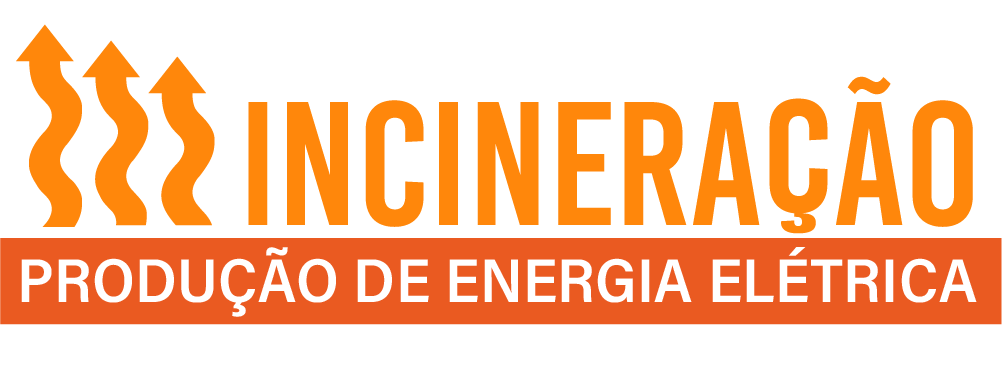 INCINERAÇÃO
PRODUÇÃO DE ENERGIA ELÉTRICA